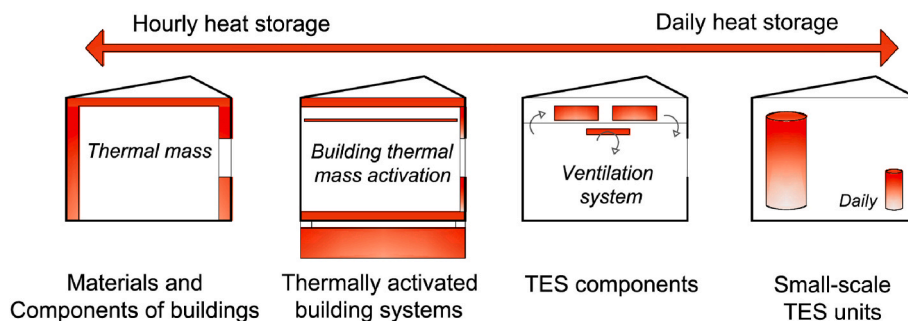 Hourly heat storage
Daily heat storage
Thermal mass
Building thermal
mass activation
Ventilation
system
Daily
Materials and
Components of buildings
Thermally activated
building systems
TES components
Small-scale
TES units